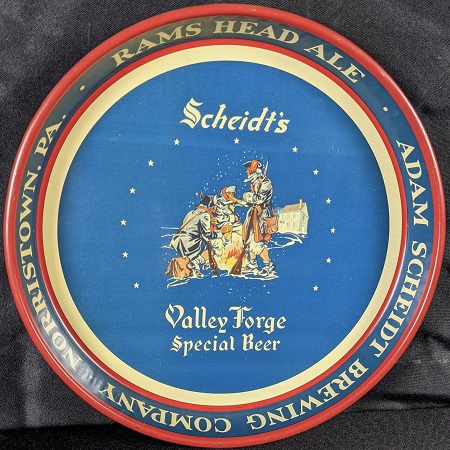 RAMS HEAD ALE
Scheidt's
Valley Forge
Special Beer
ADAM SCHEIDT BREWING COMPANY NORRISTOWN, PA.